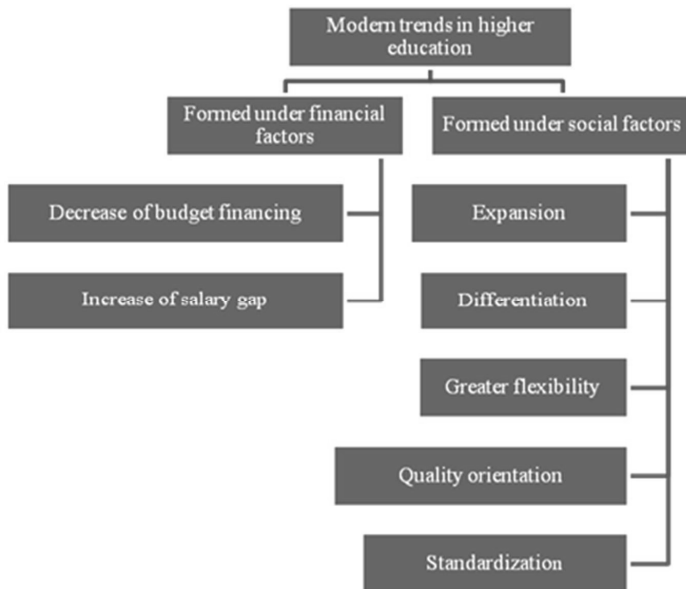 Modern trends in higher
education
Formed under financial
factors
Formed under social factors
Decrease of budget financing
Expansion
Increase of salary gap
Differentiation
Greater flexibility
Quality orientation
Standardization